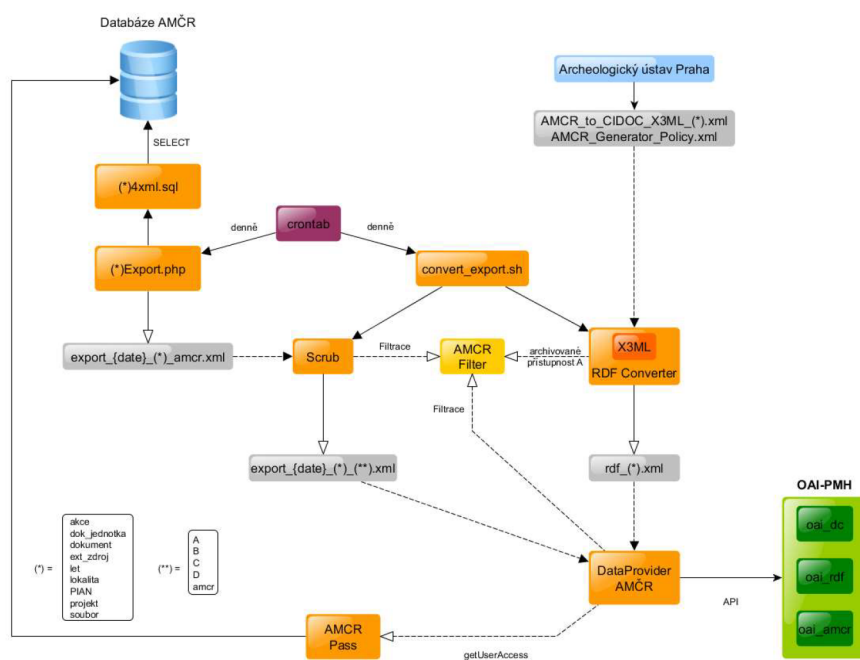 Databáze AMČR
Archeologický ústav Praha
AMCR_to_CIDOC_X3ML_(*).xml
AMCR_Generator_Policy.xml
SELECT
(*)4xml.sql
crontab
denně
denně
(*)Export.php
convert_export.sh
export_{date}_(*)_amcr.xml
Scrub
Filtrace
AMCR
Filter
archivované
přístupnost A
X3ML
RDF Converter
Filtrace
export_{date}_(*)_(**).xml
rdf_(*).xml
OAI-PMH
oai_dc
oai_rdf
oai_amcr
(*) =
akce
dok_jednotka
dokument
ext_zdroj
let
lokalita
PIAN
projekt
soubor
(**) =
A
B
C
D
amcr
DataProvider
AMČR
API
AMCR
Pass
getUserAccess